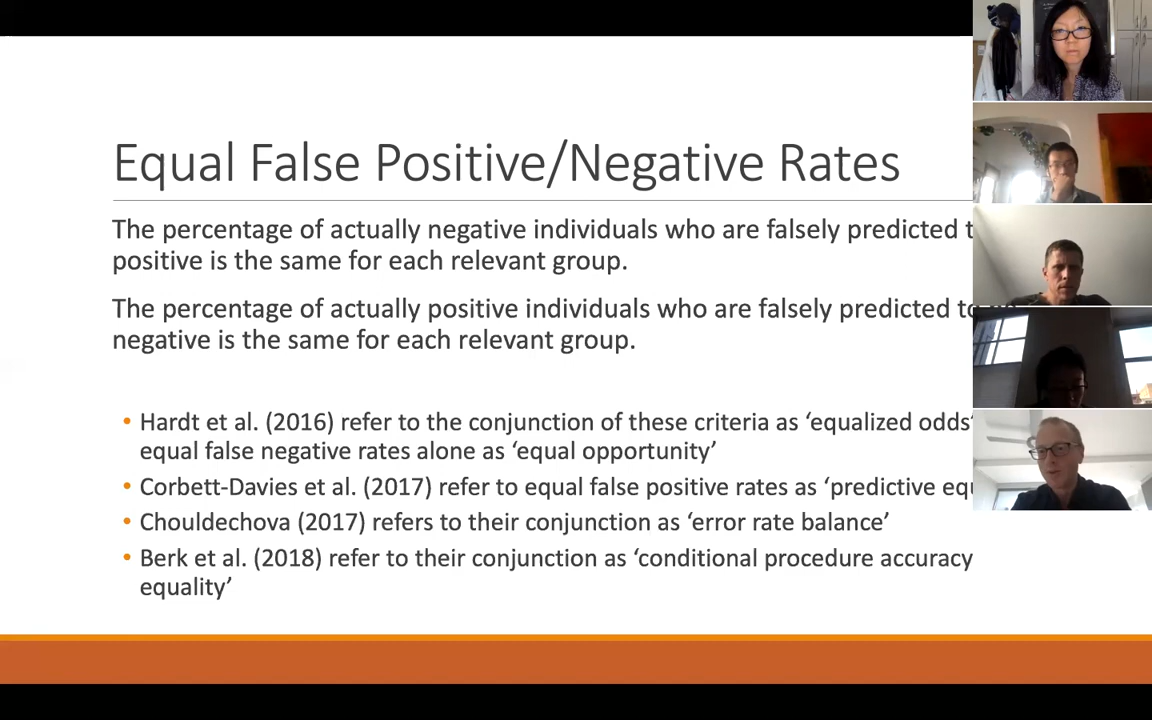 Equal False Positive/Negative Rates
The percentage of actually negative individuals who are falsely predicted
positive is the same for each relevant group.
The percentage of actually positive individuals who are falsely predicted to
negative is the same for each relevant group.
• Hardt et al. (2016) refer to the conjunction of these criteria as ‘equalized odds’
equal false negative rates alone as ‘equal opportunity’
• Corbett-Davies et al. (2017) refer to equal false positive rates as ‘predictive
• Chouldechova (2017) refers to their conjunction as ‘error rate balance’
• Berk et al. (2018) refer to their conjunction as ‘conditional procedure accuracy
equality’